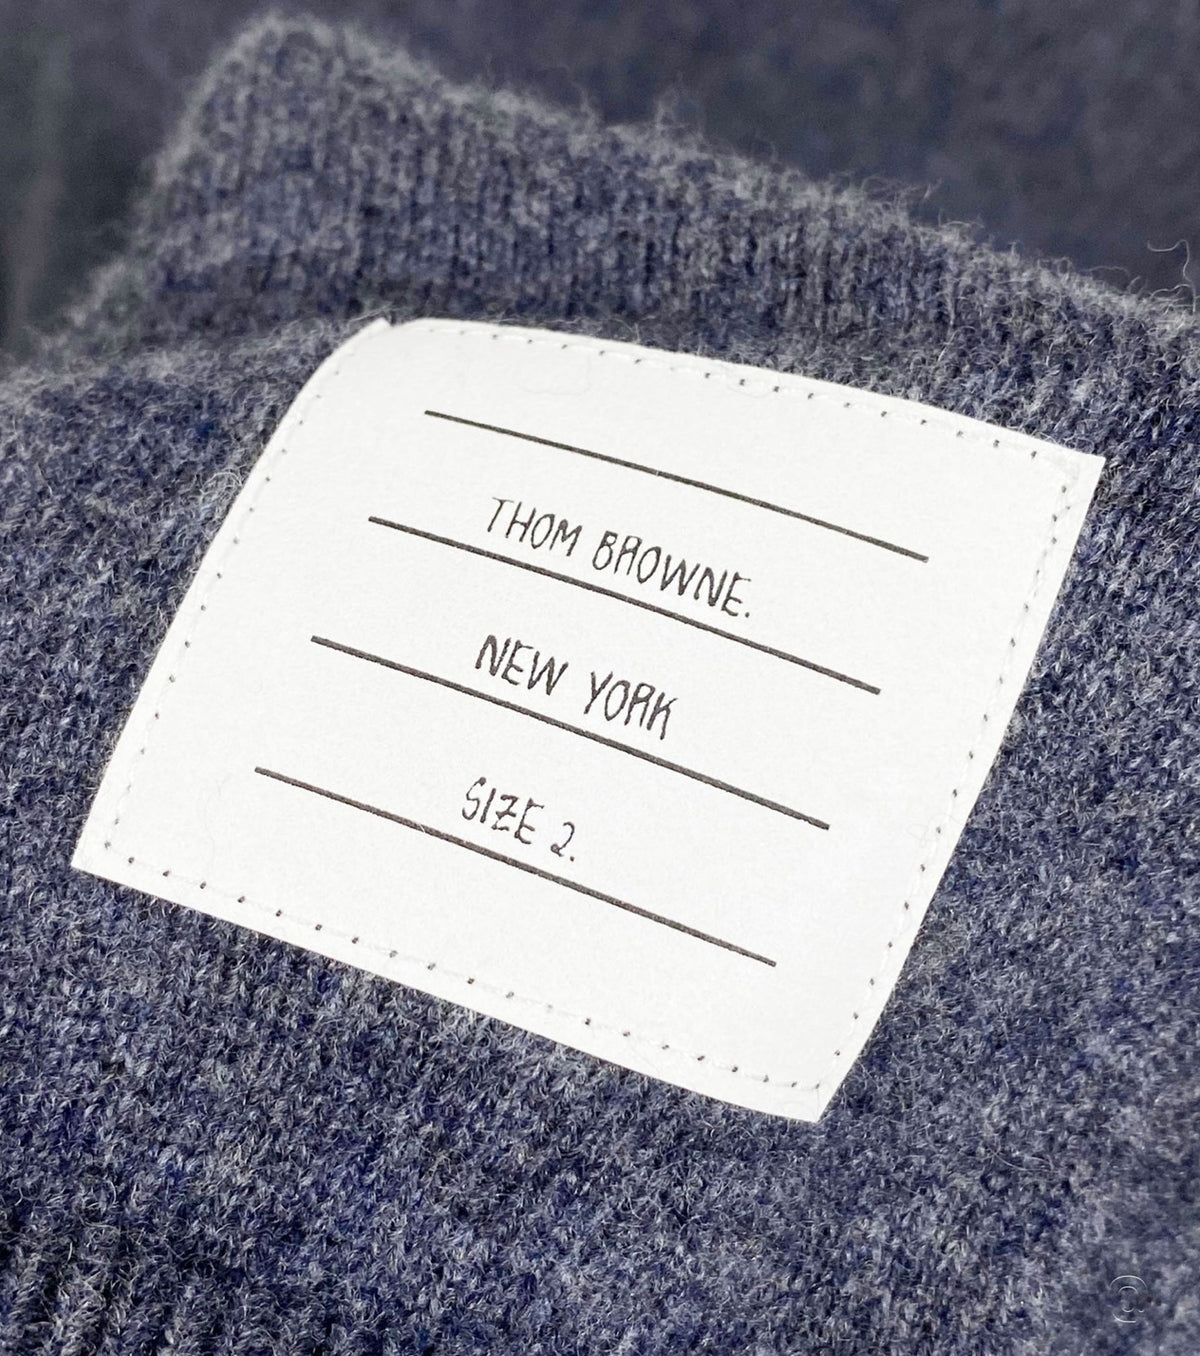 THOM BROWNE.
NEW YORK
SIZE 2.